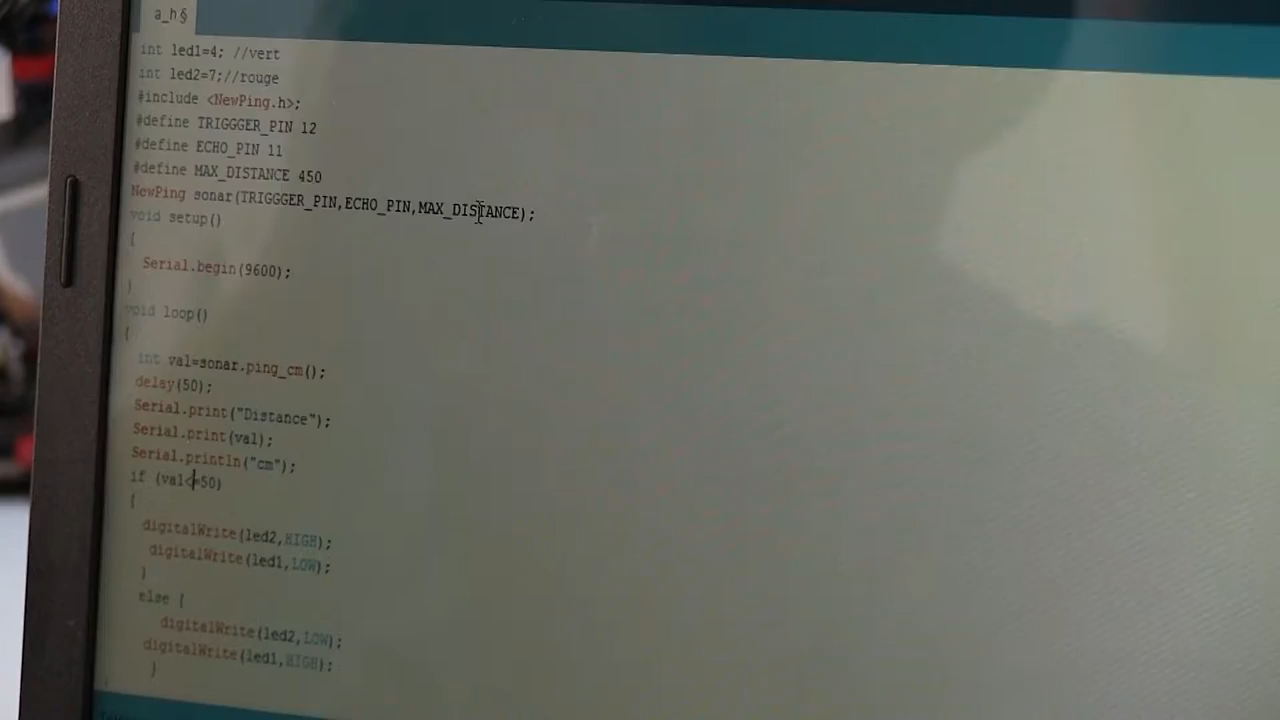 a_h§
int led1=4; //vert
int led2=7;//rouge
#include <NewPing.h>;
#define TRIGGGER_PIN 12
#define ECHO_PIN 11
#define MAX_DISTANCE 450
NewPing sonar(TRIGGGER_PIN,ECHO_PIN,MAX_DISTANCE);
void setup()
{
Serial.begin(9600);
}
void loop()
{
int val=sonar.ping_cm();
delay(50);
Serial.print("Distance");
Serial.print(val);
Serial.println("cm");
if (val<=50)
{
digitalWrite(led2,HIGH);
digitalWrite(led1,LOW);
}
else {
digitalWrite(led2,LOW);
digitalWrite(led1,HIGH);
}